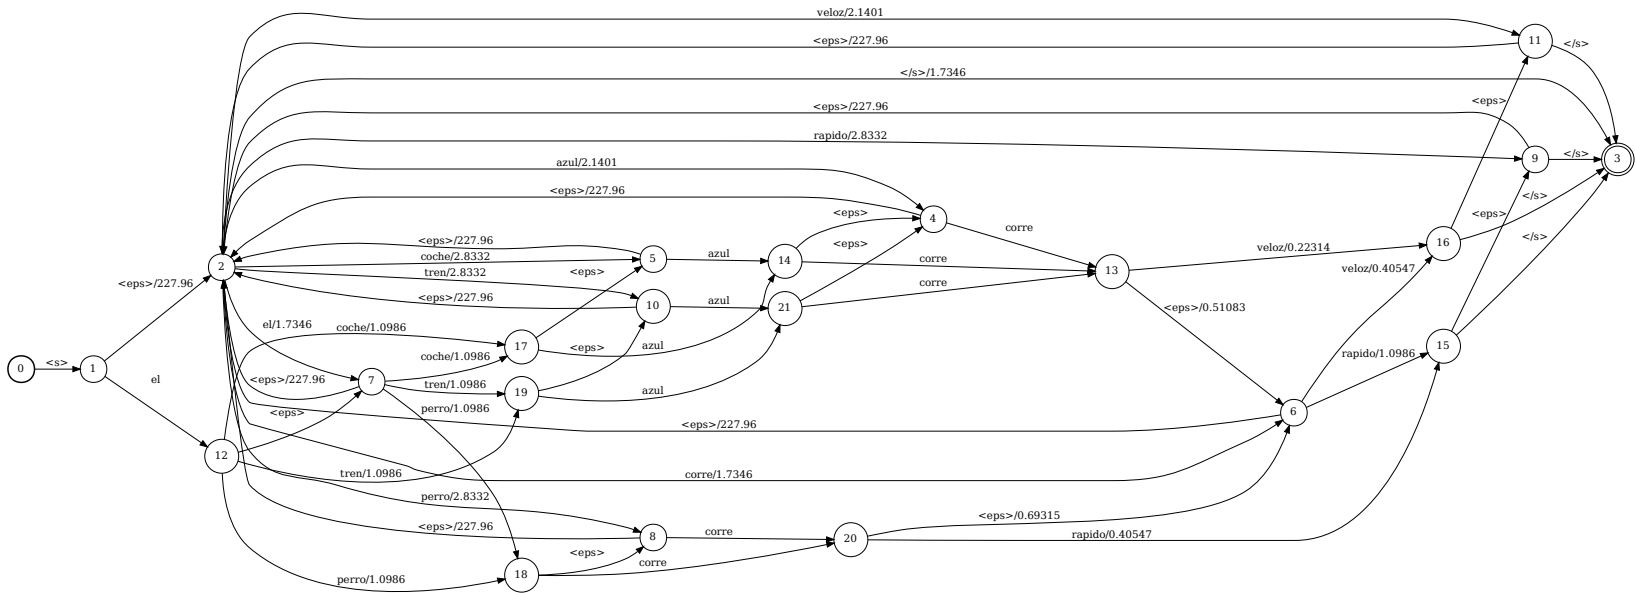 veloz/2.1401
<eps>/227.96
11
</s>
</s>/1.7346
<eps>
<eps>/227.96
rapido/2.8332
9
</s>
3
azul/2.1401
<eps>/227.96
</s>
<eps>
4
<eps>
corre
<eps>
16
<eps>/227.96
coche/2.8332
5
azul
14
corre
veloz/0.22314
</s>
2
tren/2.8332
<eps>
13
veloz/0.40547
<eps>/227.96
<eps>/227.96
10
azul
21
corre
<eps>/0.51083
el/1.7346
coche/1.0986
17
<eps>
azul
15
0
<s>
1
coche/1.0986
rapido/1.0986
el
<eps>/227.96
7
tren/1.0986
19
azul
<eps>
perro/1.0986
6
<eps>/227.96
12
tren/1.0986
corre/1.7346
perro/2.8332
<eps>/0.69315
<eps>/227.96
8
corre
20
rapido/0.40547
<eps>
perro/1.0986
18
corre